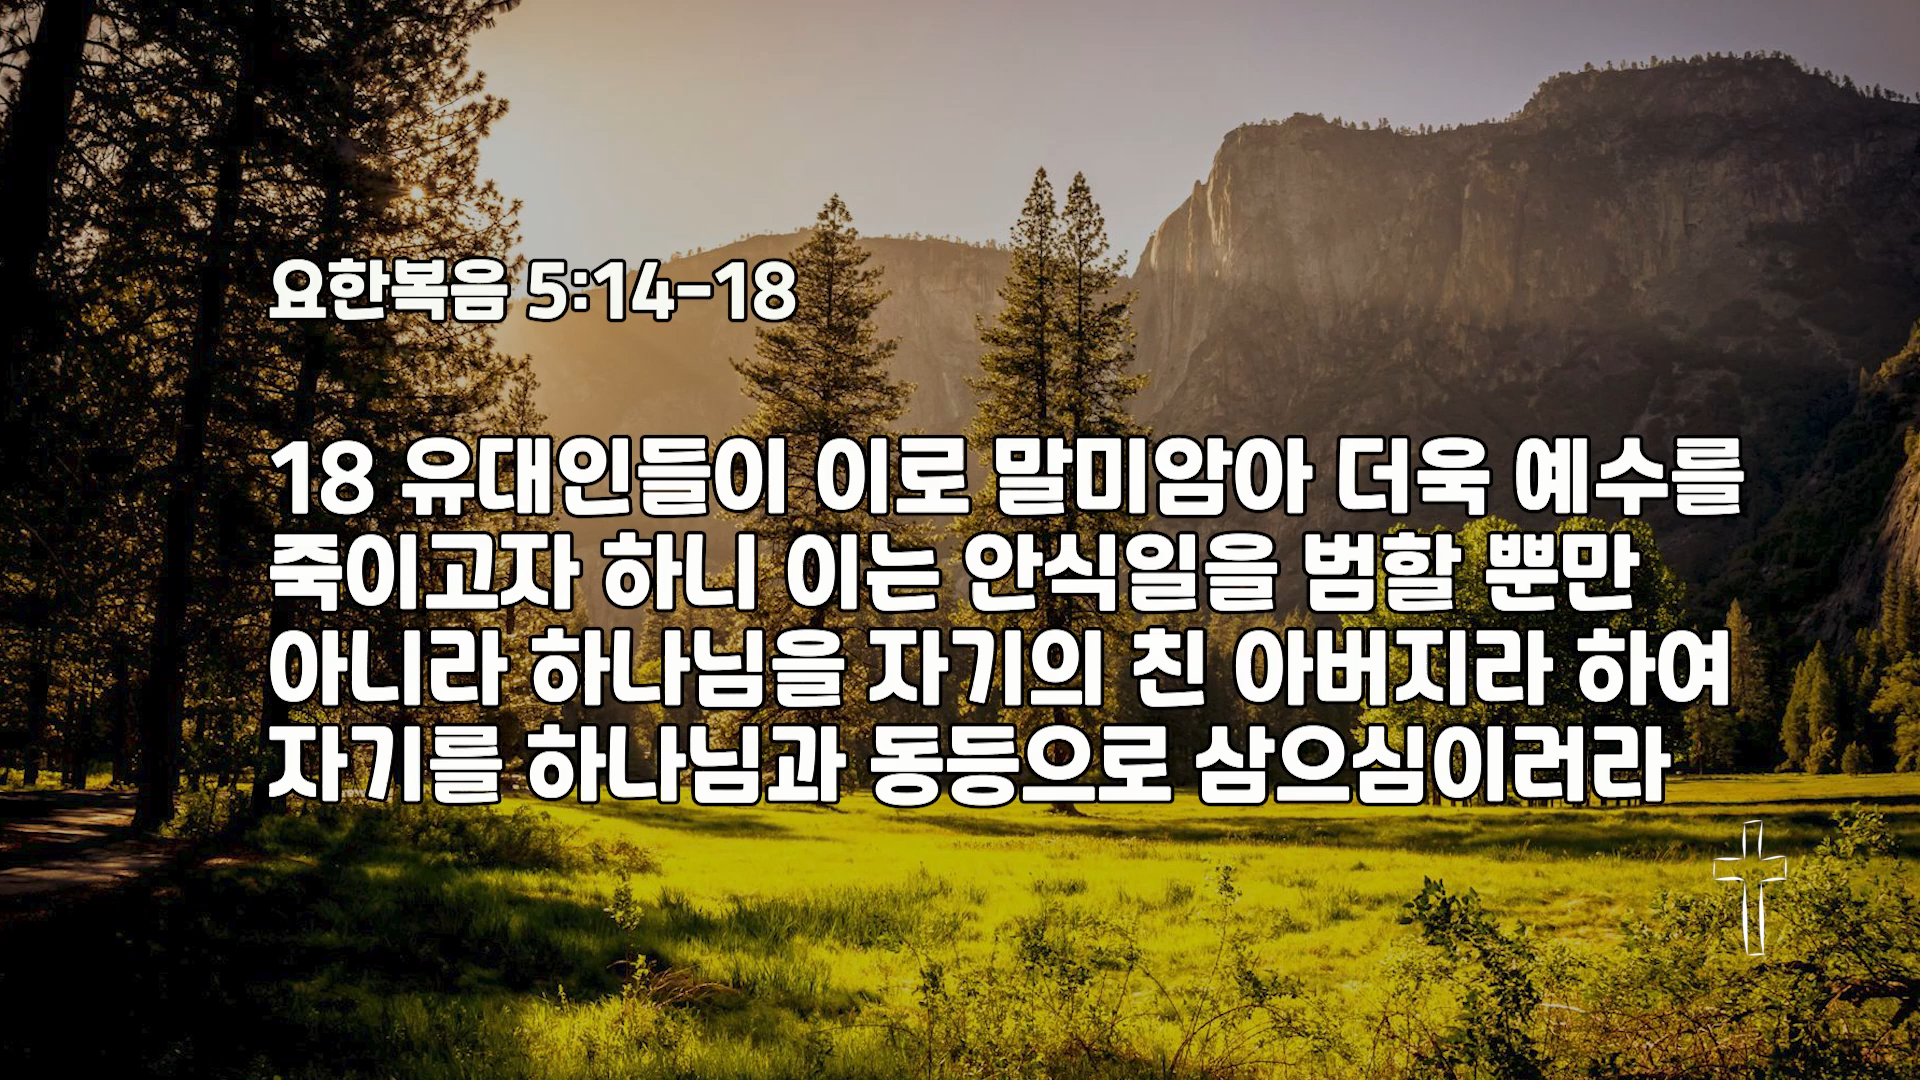 요한복음 5:14-18
18 유대인들이 이로 말미암아 더욱 예수를
죽이고자 하니 이는 안식일을 범할 뿐만
아니라 하나님을 자기의 친 아버지라 하여
자기를 하나님과 동등으로 삼으심이러라